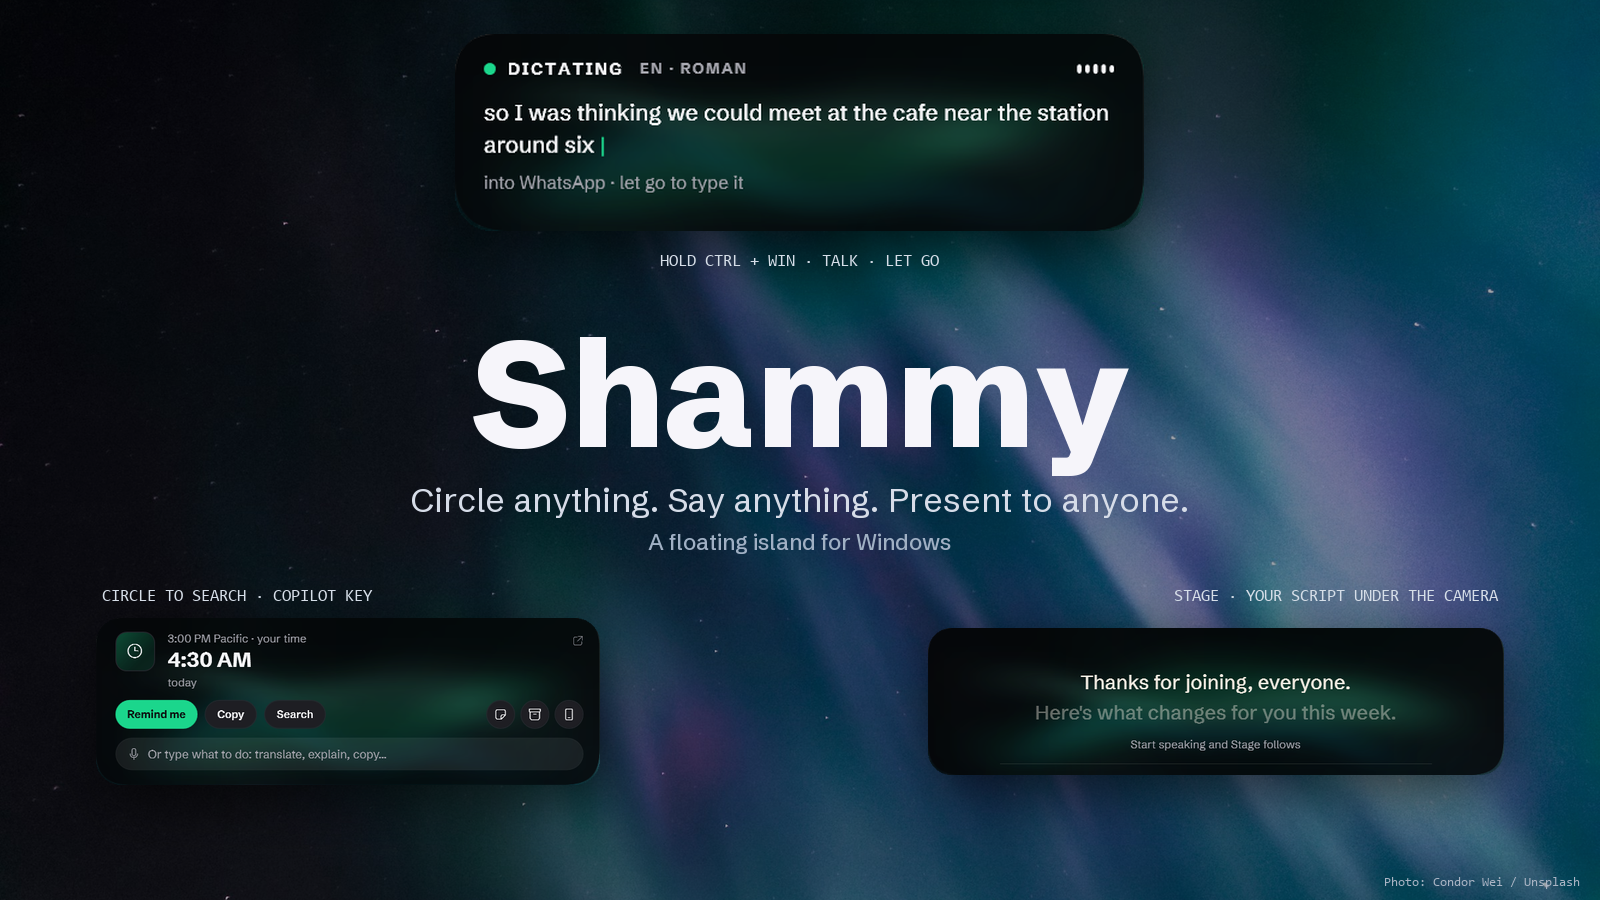 DICTATING EN · ROMAN
so I was thinking we could meet at the cafe near the station
around six
into WhatsApp · let go to type it
HOLD CTRL + WIN · TALK · LET GO
Shammy
Circle anything. Say anything. Present to anyone.
A floating island for Windows
CIRCLE TO SEARCH · COPILOT KEY
3:00 PM Pacific · your time
4:30 AM
today
Remind me Copy Search
Or type what to do: translate, explain, copy...
STAGE · YOUR SCRIPT UNDER THE CAMERA
Thanks for joining, everyone.
Here's what changes for you this week.
Start speaking and Stage follows
Photo: Condor Wei / Unsplash